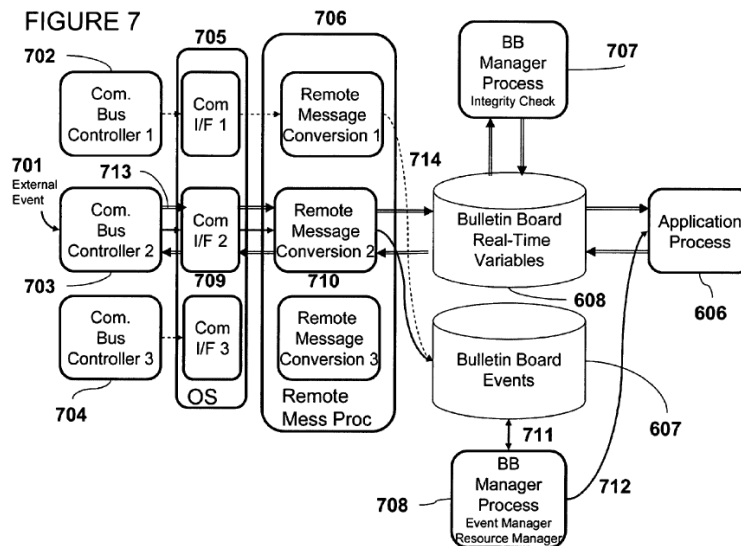 FIGURE 7
702
Com.
Bus
Controller 1
705
Com
I/F 1
706
Remote
Message
Conversion 1
BB
Manager
Process
Integrity Check
707
701
External
Event
Com.
Bus
Controller 2
703
713
Com
I/F 2
709
Remote
Message
Conversion 2
710
714
Bulletin Board
Real-Time
Variables
608
Application
Process
606
Com.
Bus
Controller 3
704
Com
I/F 3
OS
Remote
Message
Conversion 3
Remote
Mess Proc
Bulletin Board
Events
607
711
BB
Manager
Process
Event Manager
Resource Manager
708
712